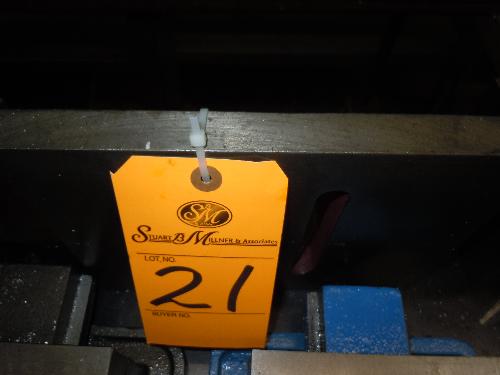 SM
STUART B MILLNER & Associates
LOT. NO.
21
BUYER NO.